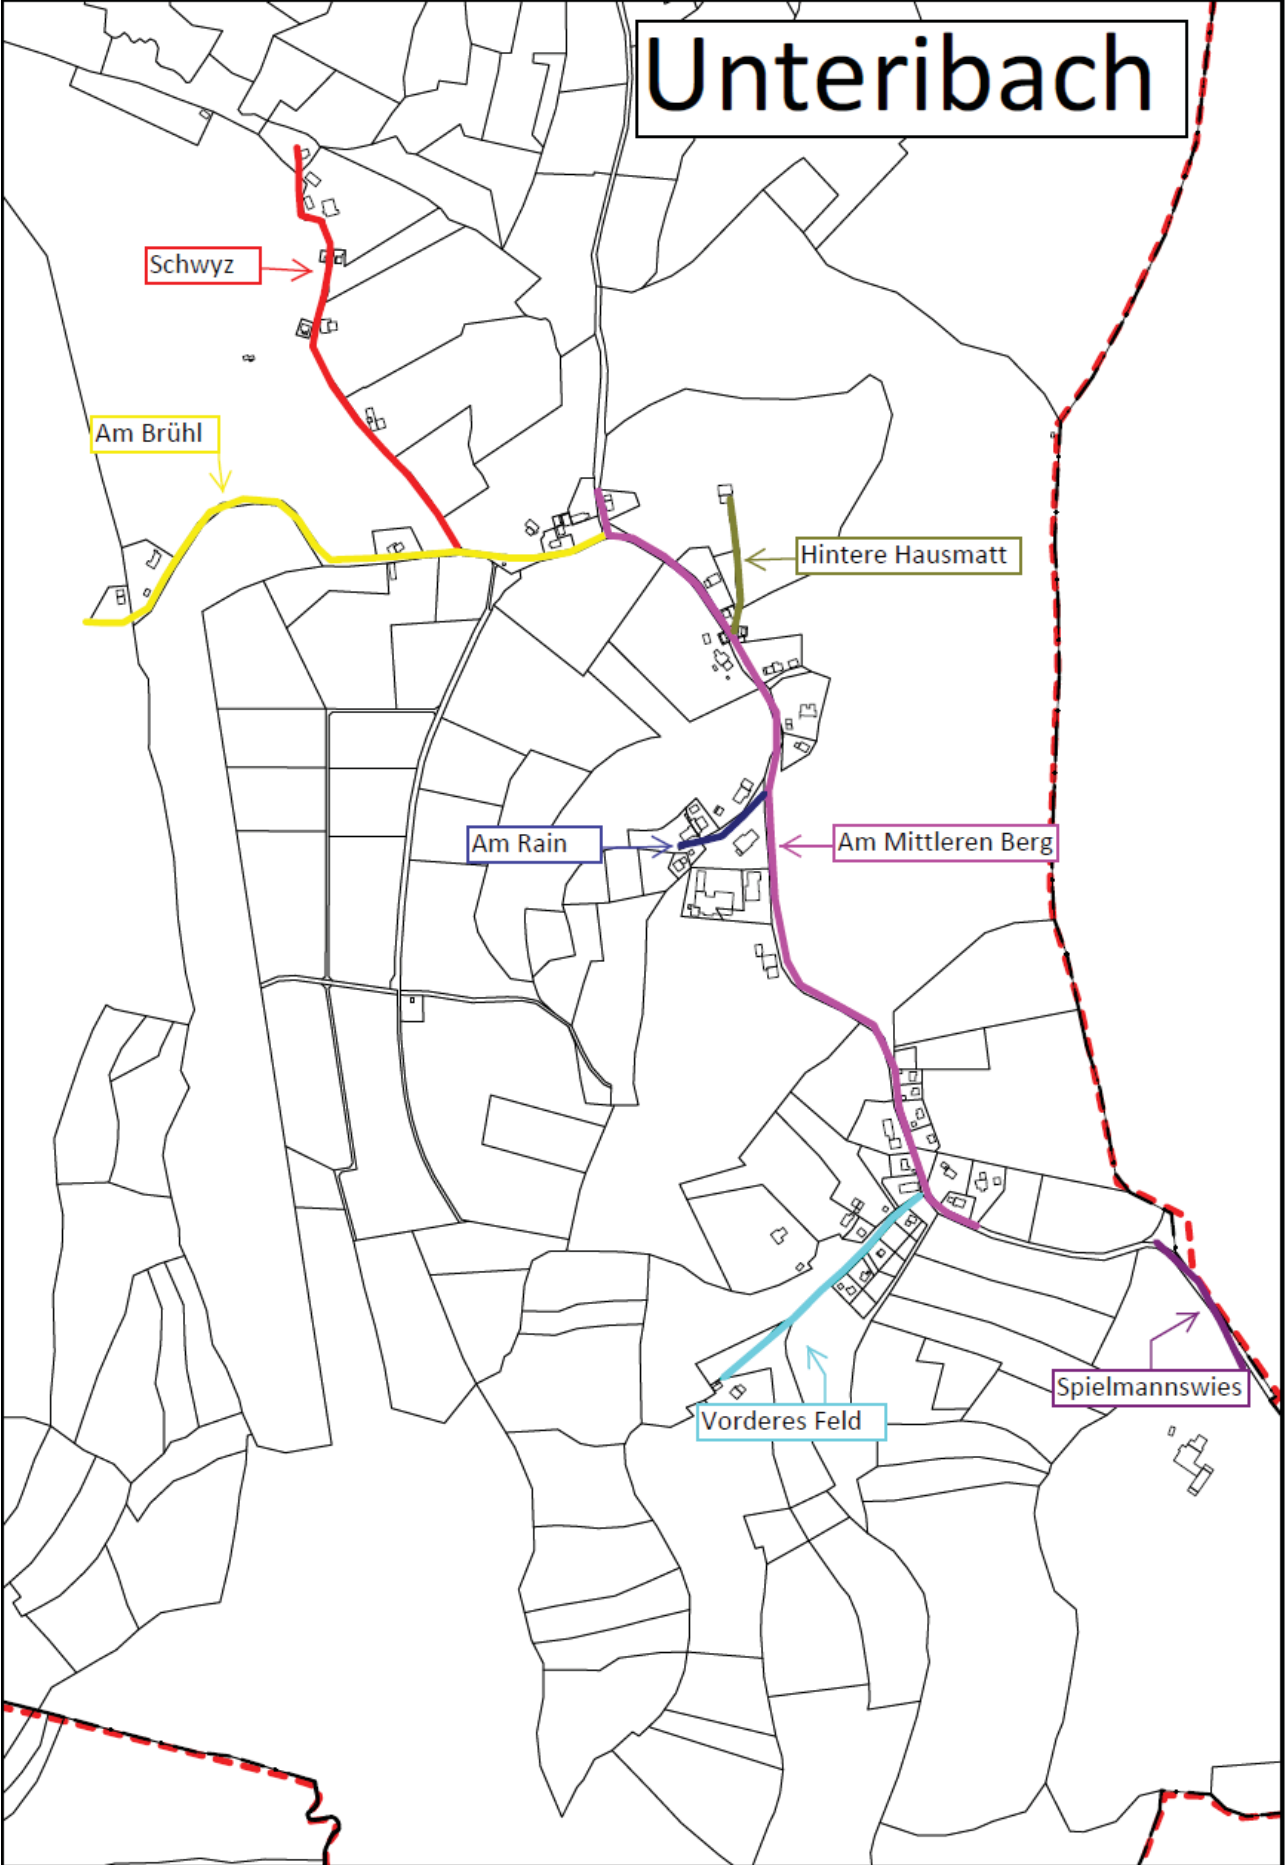 Unteribach
Schwyz
Am Brühl
Hintere Hausmatt
Am Rain
Am Mittleren Berg
Spielmannswies
Vorderes Feld